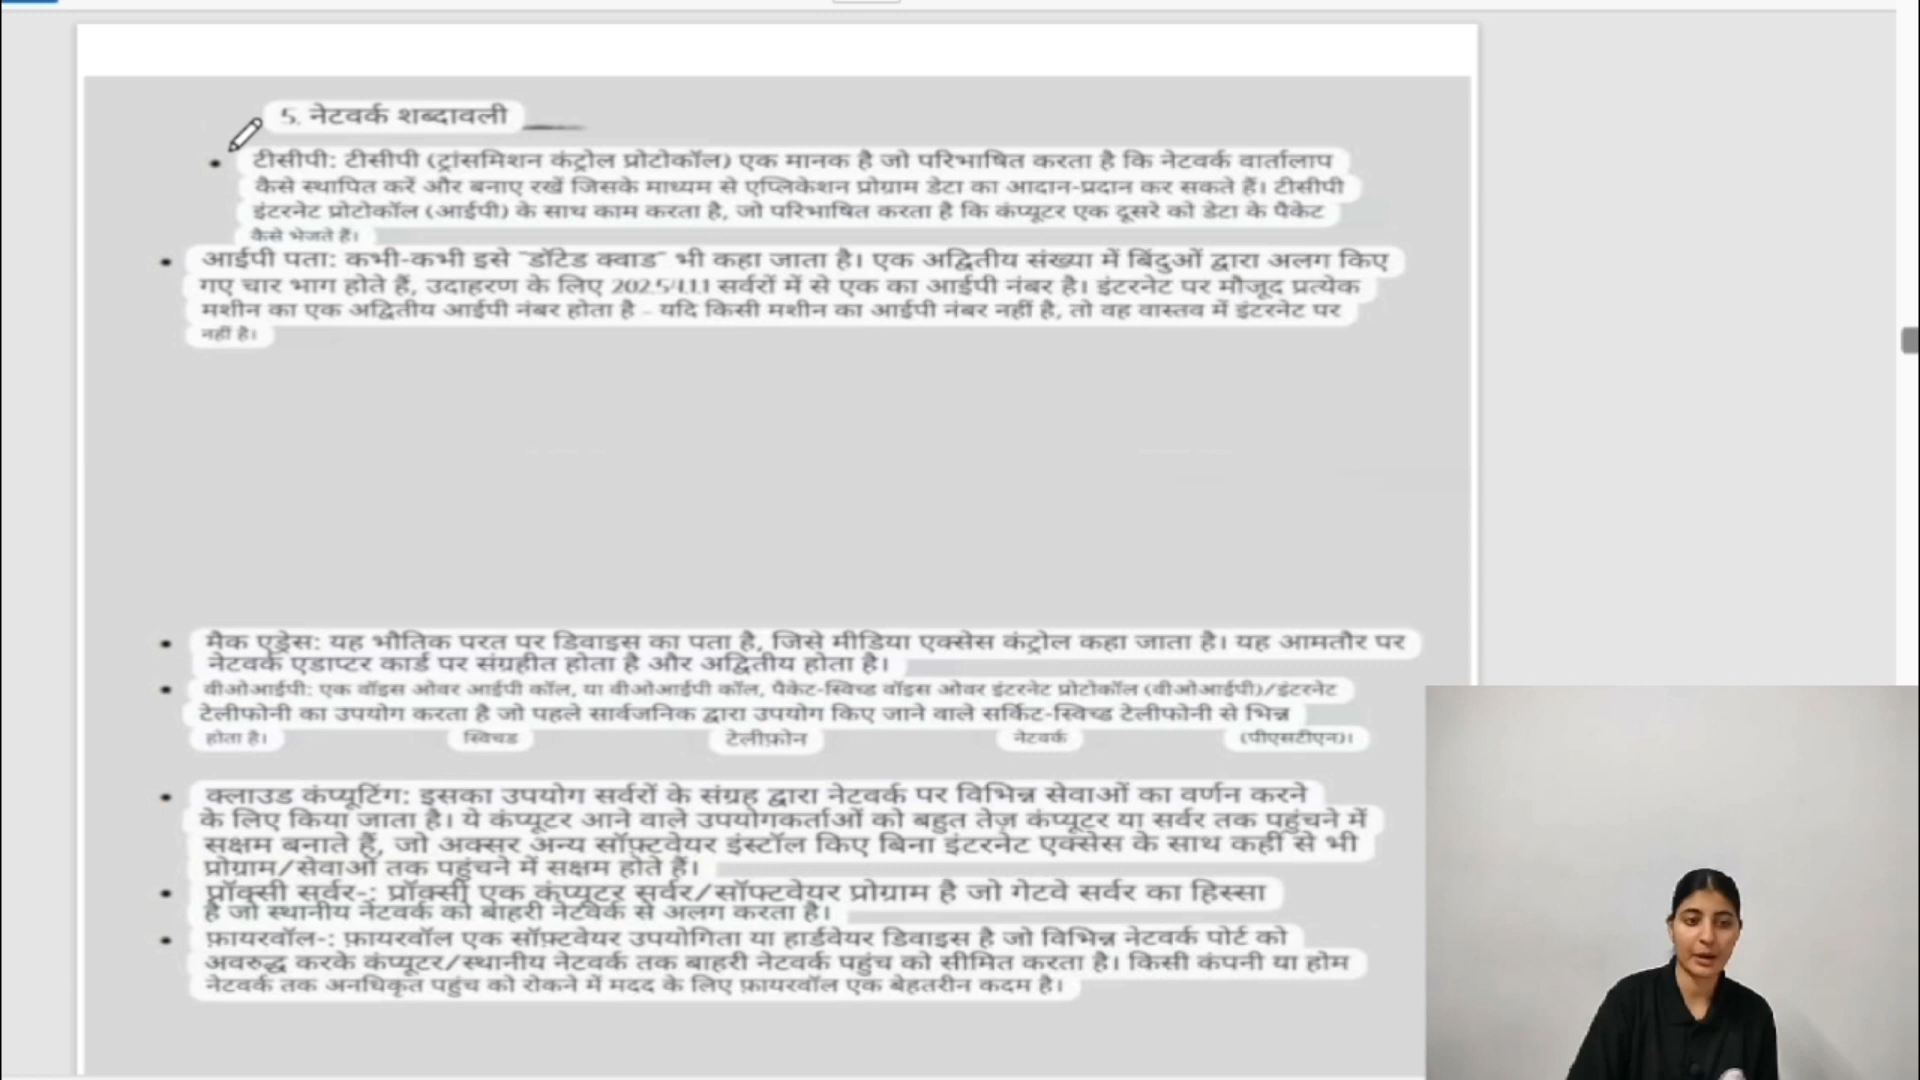 5. नेटवर्क शब्दावली
टीसीपी: टीसीपी (ट्रांसमिशन कंट्रोल प्रोटोकॉल) एक मानक है जो परिभाषित करता है कि नेटवर्क वार्तालाप
कैसे स्थापित करें और बनाए रखें जिसके माध्यम से एप्लिकेशन प्रोग्राम डेटा का आदान-प्रदान कर सकते हैं। टीसीपी
इंटरनेट प्रोटोकॉल (आईपी) के साथ काम करता है, जो परिभाषित करता है कि कंप्यूटर एक दूसरे को डेटा के पैकेट
कैसे भेजते हैं।
आईपी पता: कभी-कभी इसे "डॉटेड क्वाड" भी कहा जाता है। एक अद्वितीय संख्या में बिंदुओं द्वारा अलग किए
गए चार भाग होते हैं, उदाहरण के लिए सर्वरों में से एक का आईपी नंबर है। इंटरनेट पर मौजूद प्रत्येक
मशीन का एक अद्वितीय आईपी नंबर होता है - यदि किसी मशीन का आईपी नंबर नहीं है, तो वह वास्तव में इंटरनेट पर
नहीं है।
मैक एड्रेस: यह भौतिक परत पर डिवाइस का पता है, जिसे मीडिया एक्सेस कंट्रोल कहा जाता है। यह आमतौर पर
नेटवर्क एडाप्टर कार्ड पर संग्रहीत होता है और अद्वितीय होता है।
वीओआईपी: एक वॉइस ओवर आईपी कॉल, या वीओआईपी कॉल, पैकेट-स्विच्ड वॉइस ओवर इंटरनेट प्रोटोकॉल (वीओआईपी)/इंटरनेट
टेलीफोनी का उपयोग करता है जो पहले सार्वजनिक द्वारा उपयोग किए जाने वाले सर्किट-स्विच्ड टेलीफोनी से भिन्न
होता है। स्विचड टेलीफ़ोन नेटवर्क (पीएसटीएन)।
क्लाउड कंप्यूटिंग: इसका उपयोग सर्वरों के संग्रह द्वारा नेटवर्क पर विभिन्न सेवाओं का वर्णन करने
के लिए किया जाता है। ये कंप्यूटर आने वाले उपयोगकर्ताओं को बहुत तेज़ कंप्यूटर या सर्वर तक पहुंचने में
सक्षम बनाते हैं, जो अक्सर अन्य सॉफ़्टवेयर इंस्टॉल किए बिना इंटरनेट एक्सेस के साथ कहीं से भी
प्रोग्राम/सेवाओं तक पहुंचने में सक्षम होते हैं।
प्रॉक्सी सर्वर-: प्रॉक्सी एक कंप्यूटर सर्वर/सॉफ्टवेयर प्रोग्राम है जो गेटवे सर्वर का हिस्सा
है जो स्थानीय नेटवर्क को बाहरी नेटवर्क से अलग करता है।
फ़ायरवॉल-: फ़ायरवॉल एक सॉफ़्टवेयर उपयोगिता या हार्डवेयर डिवाइस है जो विभिन्न नेटवर्क पोर्ट को
अवरुद्ध करके कंप्यूटर/स्थानीय नेटवर्क तक बाहरी नेटवर्क पहुंच को सीमित करता है। किसी कंपनी या होम
नेटवर्क तक अनधिकृत पहुंच को रोकने में मदद के लिए फ़ायरवॉल एक बेहतरीन कदम है।